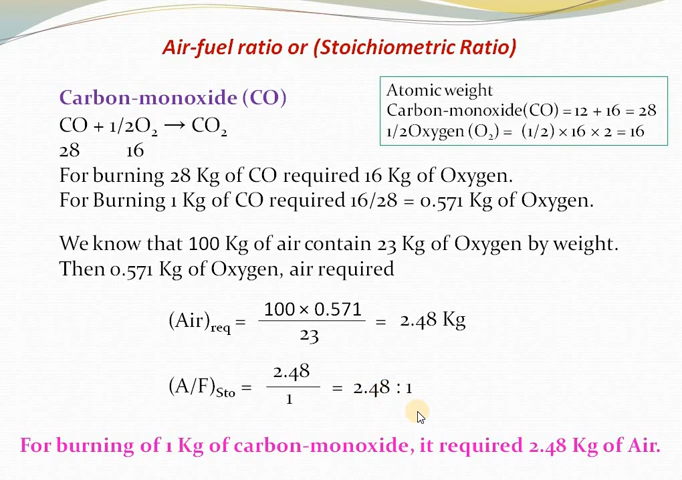 Air-fuel ratio or (Stoichiometric Ratio)
Carbon-monoxide (CO)
CO + 1/2O₂ → CO₂
28 16
Atomic weight
Carbon-monoxide(CO) = 12 + 16 = 28
1/2Oxygen (O₂) = (1/2) × 16 × 2 = 16
For burning 28 Kg of CO required 16 Kg of Oxygen.
For Burning 1 Kg of CO required 16/28 = 0.571 Kg of Oxygen.
We know that 100 Kg of air contain 23 Kg of Oxygen by weight.
Then 0.571 Kg of Oxygen, air required
(Air)req = 100 × 0.571 / 23 = 2.48 Kg
(A/F)Sto = 2.48 / 1 = 2.48 : 1
For burning of 1 Kg of carbon-monoxide, it required 2.48 Kg of Air.